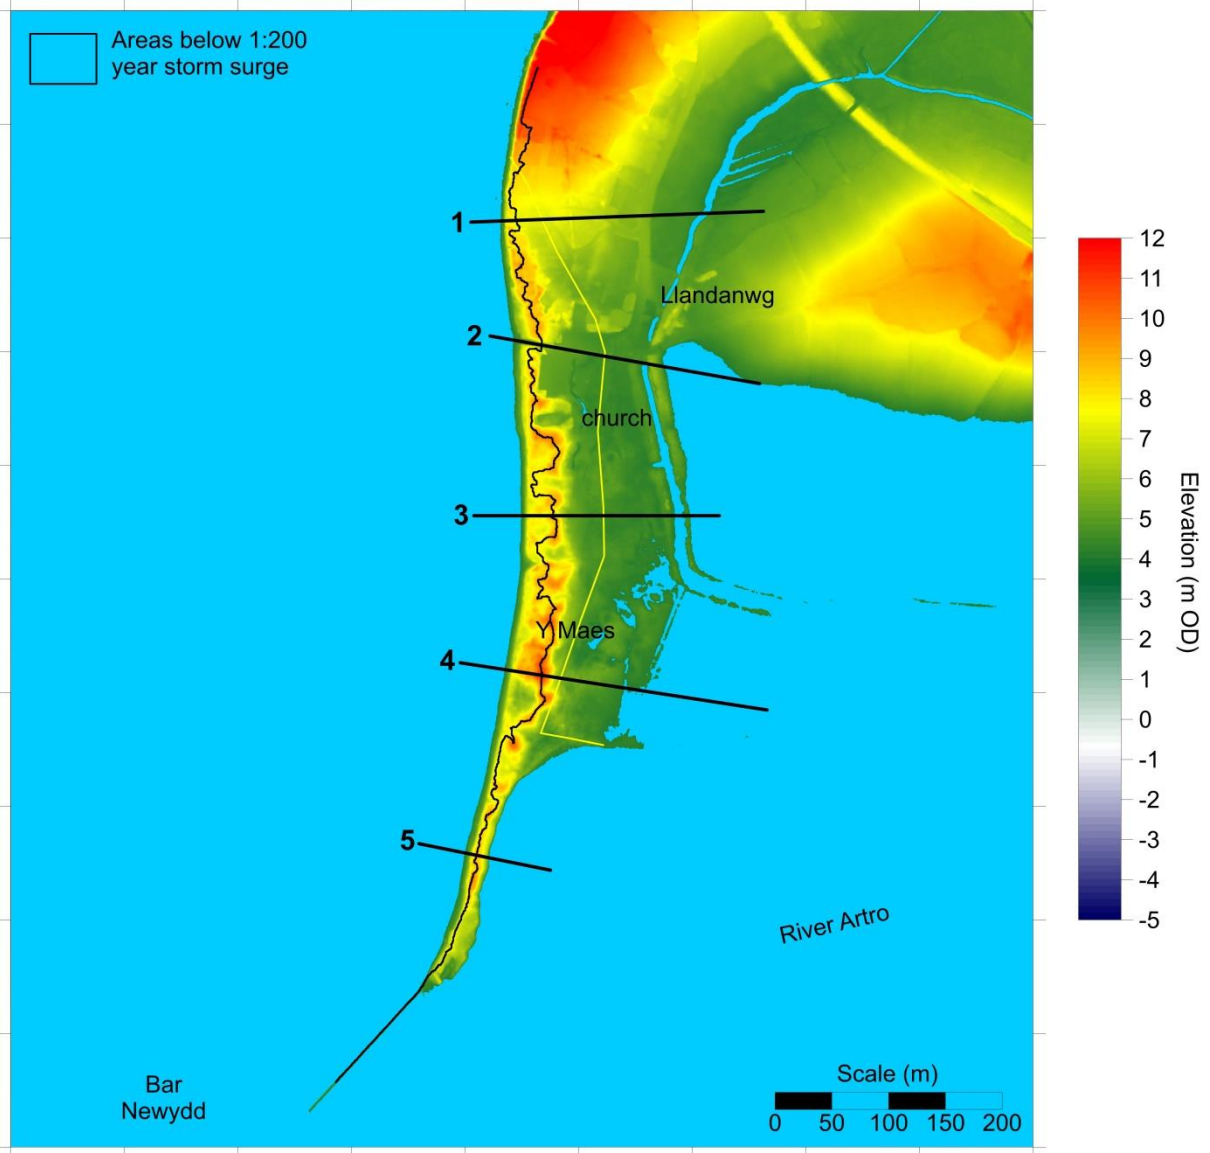 Areas below 1:200
year storm surge
1
Llandanwg
2
church
3
Y Maes
4
5
River Artro
Bar
Newydd
Scale (m)
0 50 100 150 200
12
11
10
9
8
7
6
5
4
3
2
1
0
-1
-2
-3
-4
-5
Elevation (m OD)